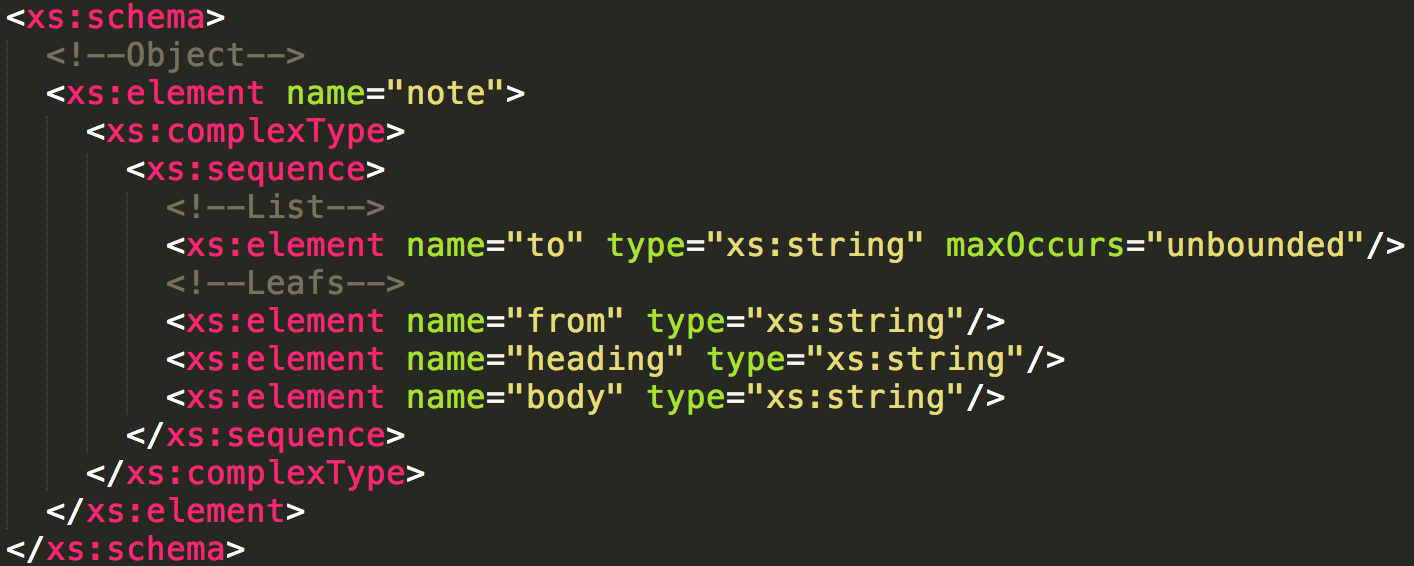 <xs:schema>
<!--Object-->
<xs:element name="note">
<xs:complexType>
<xs:sequence>
<!--List-->
<xs:element name="to" type="xs:string" maxOccurs="unbounded"/>
<!--Leafs-->
<xs:element name="from" type="xs:string"/>
<xs:element name="heading" type="xs:string"/>
<xs:element name="body" type="xs:string"/>
</xs:sequence>
</xs:complexType>
</xs:element>
</xs:schema>